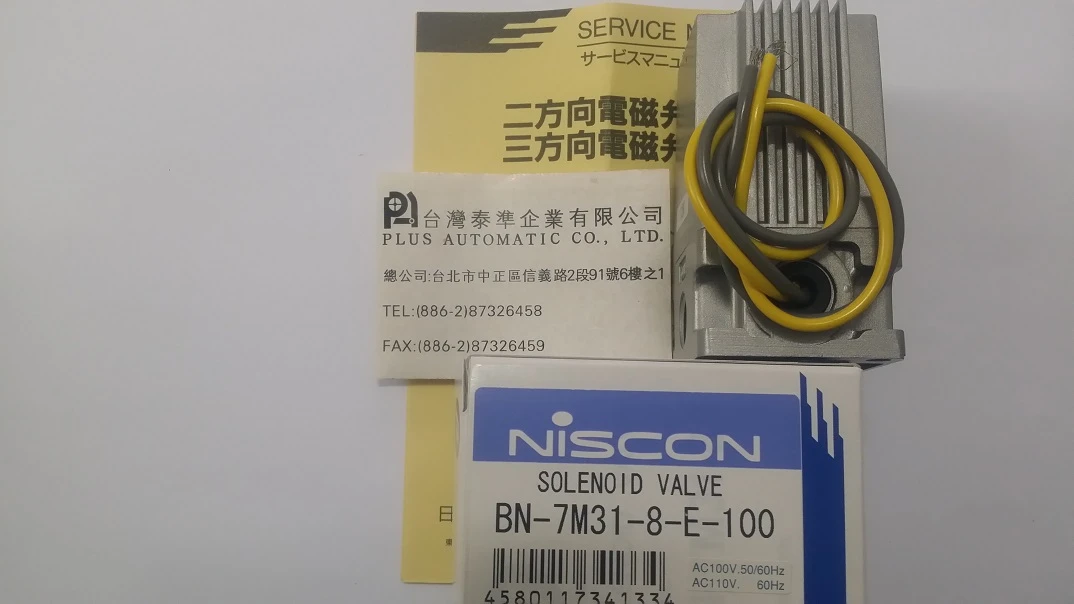 SERVICE
サービスマニュ
二方向電磁弁
三方向電磁弁
台灣泰準企業有限公司
PLUS AUTOMATIC CO., LTD.
總公司:台北市中正區信義路2段91號6樓之1
TEL:(886-2)87326458
FAX:(886-2)87326459
日
NISCON
SOLENOID VALVE
BN-7M31-8-E-100
AC100V.50/60Hz
AC110V. 60Hz
4580117341334